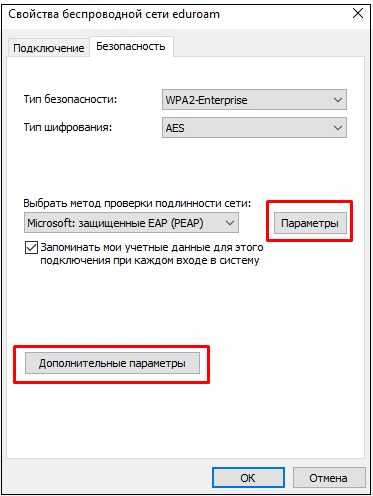 Свойства беспроводной сети eduroam
Подключение
Безопасность
Тип безопасности:
WPA2-Enterprise
Тип шифрования:
AES
Выбрать метод проверки подлинности сети:
Microsoft: защищенные EAP (PEAP)
Параметры
Запоминать мои учетные данные для этого
подключения при каждом входе в систему
Дополнительные параметры
ОК
Отмена